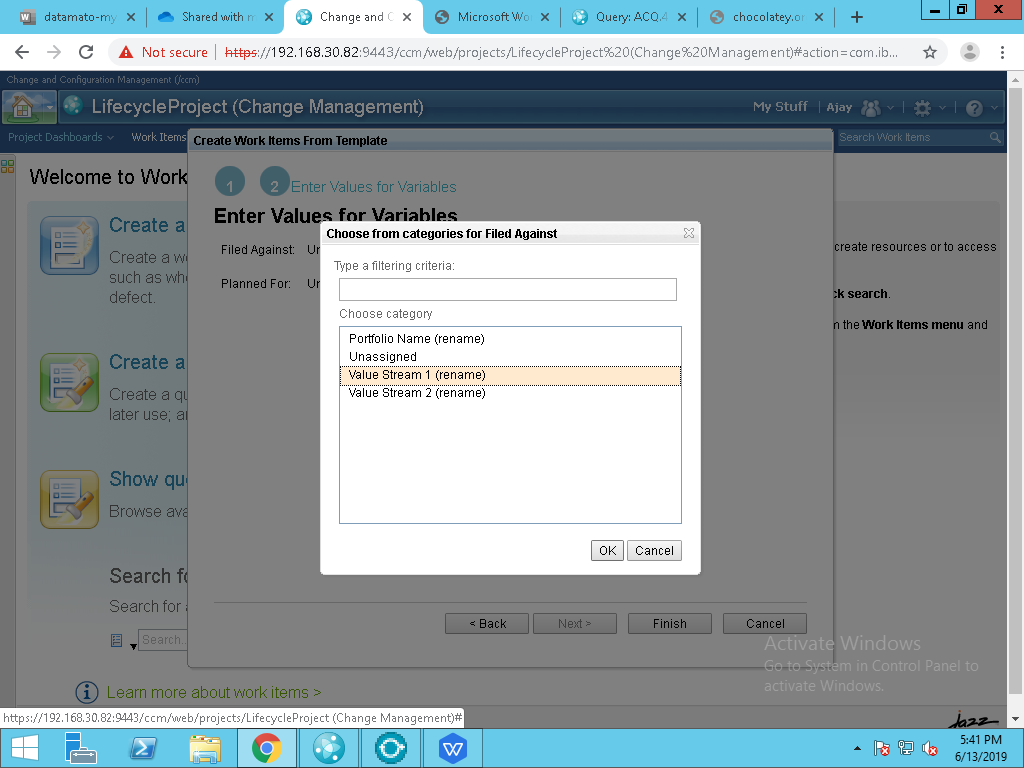 datamato-my
Shared with m
Change and C
Microsoft Wo
Query: ACQ.4
chocolatey.or
Not secure | https://192.168.30.82:9443/ccm/web/projects/LifecycleProject%20(Change%20Management)#action=com.ib...
Change and Configuration Management (/ccm)
LifecycleProject (Change Management)
My Stuff | Ajay
Project Dashboards
Work Items
Search Work Items
Create Work Items From Template
Welcome to Work
1 2 Enter Values for Variables
Enter Values for Variables
Create a
Create a wo
such as whe
defect.
Filed Against: Un
Planned For: Un
create resources or to access
ck search.
n the Work Items menu and
Choose from categories for Filed Against
Type a filtering criteria:
Choose category
Portfolio Name (rename)
Unassigned
Value Stream 1 (rename)
Value Stream 2 (rename)
OK Cancel
Create a
Create a qu
later use; a
Show que
Browse ava
Search fo
Search for a
Search...
< Back Next > Finish Cancel
Activate Windows
Go to System in Control Panel to
activate Windows.
Learn more about work items >
https://192.168.30.82:9443/ccm/web/projects/LifecycleProject (Change Management)#
Jazz
5:41 PM
6/13/2019